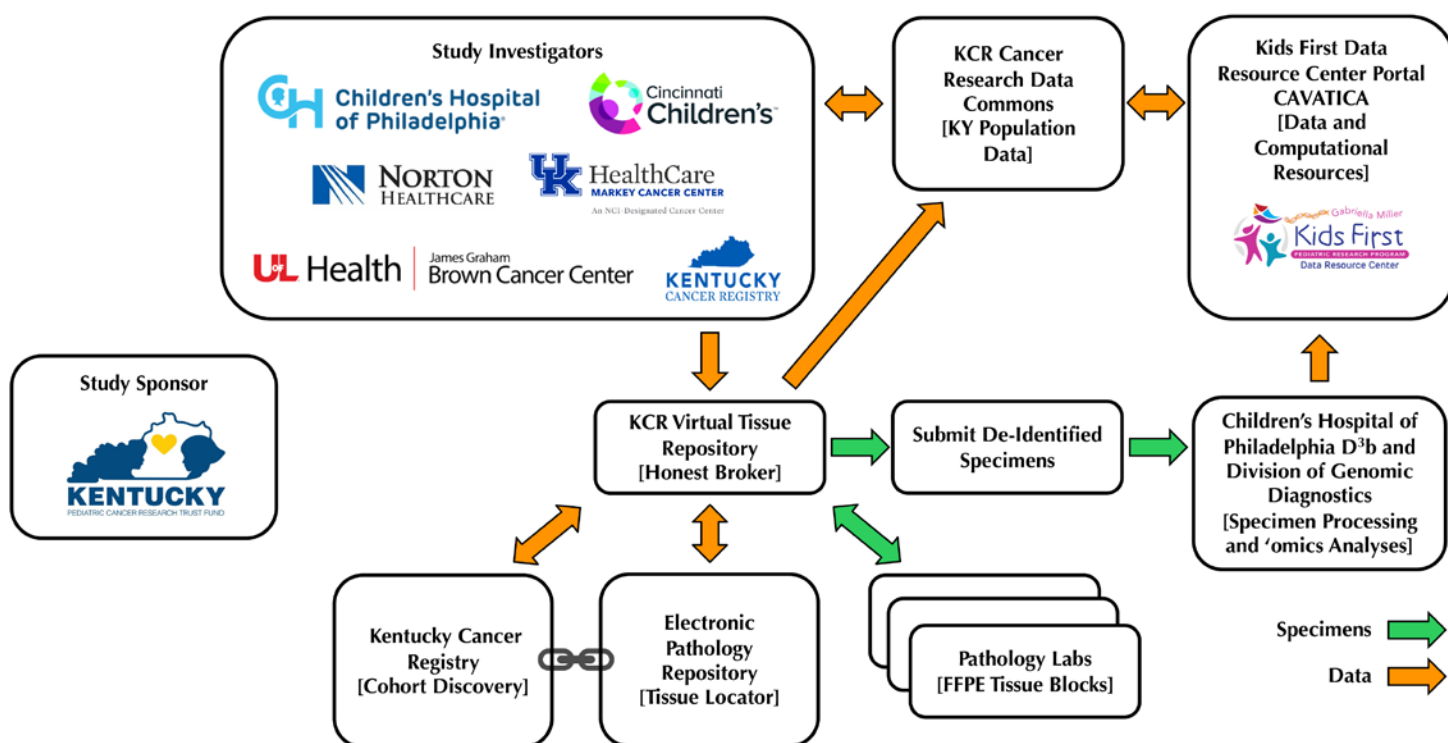 Study Investigators
CH Children's Hospital
of Philadelphia®
Cincinnati
Children's™
NORTON
HEALTHCARE
UK HealthCare
MARKEY CANCER CENTER
An NCI-Designated Cancer Center
UofL Health
James Graham
Brown Cancer Center
KENTUCKY
CANCER REGISTRY
KCR Cancer
Research Data
Commons
[KY Population
Data]
Kids First Data
Resource Center Portal
CAVATICA
[Data and
Computational
Resources]
Gabriella Miller
Kids First
PEDIATRIC RESEARCH PROGRAM
Data Resource Center
Study Sponsor
KENTUCKY
PEDIATRIC CANCER RESEARCH TRUST FUND
KCR Virtual Tissue
Repository
[Honest Broker]
Submit De-Identified
Specimens
Children's Hospital of
Philadelphia D³b and
Division of Genomic
Diagnostics
[Specimen Processing
and ‘omics Analyses]
Kentucky Cancer
Registry
[Cohort Discovery]
Electronic
Pathology
Repository
[Tissue Locator]
Pathology Labs
[FFPE Tissue Blocks]
Specimens
Data